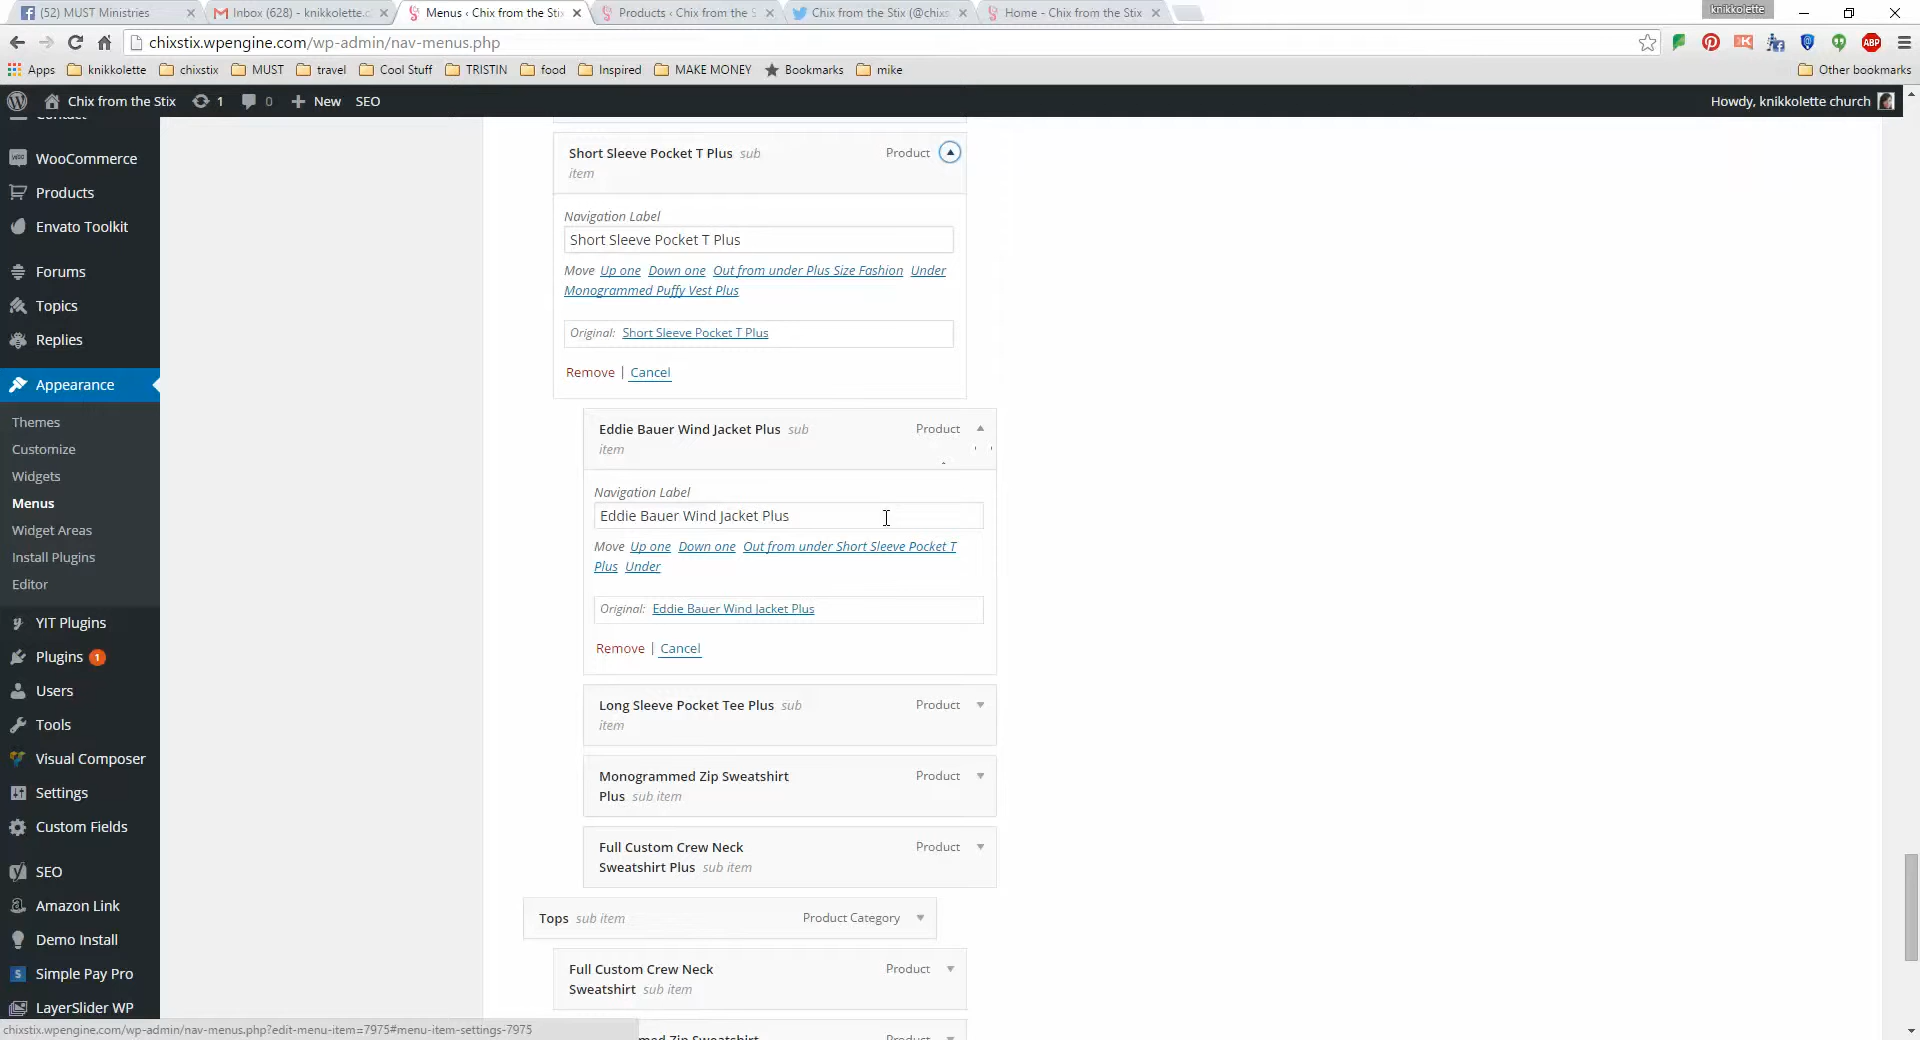 (52) MUST Ministries
Inbox (628) - knikkolette.c
Menus ‹ Chix from the Sti
Products ‹ Chix from the S
Chix from the Stix (@chixs
Home - Chix from the Stix
knikkolette
chixstix.wpengine.com/wp-admin/nav-menus.php
ABP
Apps knikkolette chixstix MUST travel Cool Stuff TRISTIN food Inspired MAKE MONEY Bookmarks mike Other bookmarks
Chix from the Stix 1 0 New SEO Howdy, knikkolette church
Contact
WooCommerce
Products
Envato Toolkit
Forums
Topics
Replies
Appearance
Themes
Customize
Widgets
Menus
Widget Areas
Install Plugins
Editor
YIT Plugins
Plugins 1
Users
Tools
Visual Composer
Settings
Custom Fields
SEO
Amazon Link
Demo Install
Simple Pay Pro
LayerSlider WP
Short Sleeve Pocket T Plus sub Product
item
Navigation Label
Short Sleeve Pocket T Plus
Move Up one Down one Out from under Plus Size Fashion Under
Monogrammed Puffy Vest Plus
Original: Short Sleeve Pocket T Plus
Remove | Cancel
Eddie Bauer Wind Jacket Plus sub Product
item
Navigation Label
Eddie Bauer Wind Jacket Plus
Move Up one Down one Out from under Short Sleeve Pocket T
Plus Under
Original: Eddie Bauer Wind Jacket Plus
Remove | Cancel
Long Sleeve Pocket Tee Plus sub Product
item
Monogrammed Zip Sweatshirt Product
Plus sub item
Full Custom Crew Neck Product
Sweatshirt Plus sub item
Tops sub item Product Category
Full Custom Crew Neck Product
Sweatshirt sub item
med Zip Sweatshirt Product
chixstix.wpengine.com/wp-admin/nav-menus.php?edit-menu-item=7975#menu-item-settings-7975